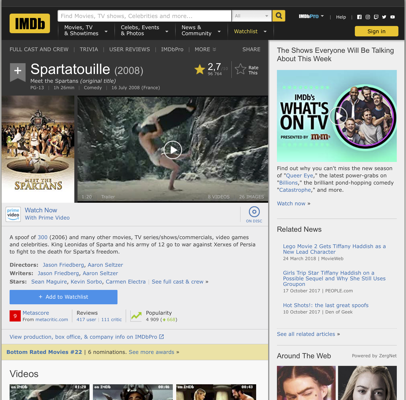 IMDb
Find Movies, TV shows, Celebrities and more...
All
IMDbPro
Help
Movies, TV
& Showtimes
Celebs, Events
& Photos
News &
Community
Watchlist
Sign in
FULL CAST AND CREW | TRIVIA | USER REVIEWS | IMDbPro | MORE
SHARE
Spartatouille (2008)
Meet the Spartans (original title)
PG-13 | 1h 26min | Comedy | 16 July 2008 (France)
2,7
Rate
This
MEET THE
SPARTANS
Watch Now
With Prime Video
ON DISC
A spoof of 300 (2006) and many other movies, TV series/shows/commercials, video games
and celebrities. King Leonidas of Sparta and his army of 12 go to war against Xerxes of Persia
to fight to the death for Sparta's freedom.
Directors: Jason Friedberg, Aaron Seltzer
Writers: Jason Friedberg, Aaron Seltzer
Stars: Sean Maguire, Kevin Sorbo, Carmen Electra | See full cast & crew »
+ Add to Watchlist
9
Metascore
From metacritic.com
Reviews
417 user | 111 critic
Popularity
4 909
View production, box office, & company info on IMDbPro
Bottom Rated Movies #22 | 6 nominations. See more awards »
Videos
The Shows Everyone Will Be Talking
About This Week
IMDb's
WHAT'S
ON TV
PRESENTED BY m&m's
Find out why you can't miss the new season
of "Queer Eye," the latest power-grabs on
"Billions," the brilliant pond-hopping comedy
"Catastrophe," and more.
Watch now »
Related News
Lego Movie 2 Gets Tiffany Haddish as a
New Lead Character
24 March 2018 | MovieWeb
Girls Trip Star Tiffany Haddish on a
Possible Sequel and Why She Still Uses
Groupon
17 October 2017 | PEOPLE.com
Hot Shots!: the last great spoofs
10 October 2017 | Den of Geek
See all related articles »
Around The Web
Powered by ZergNet